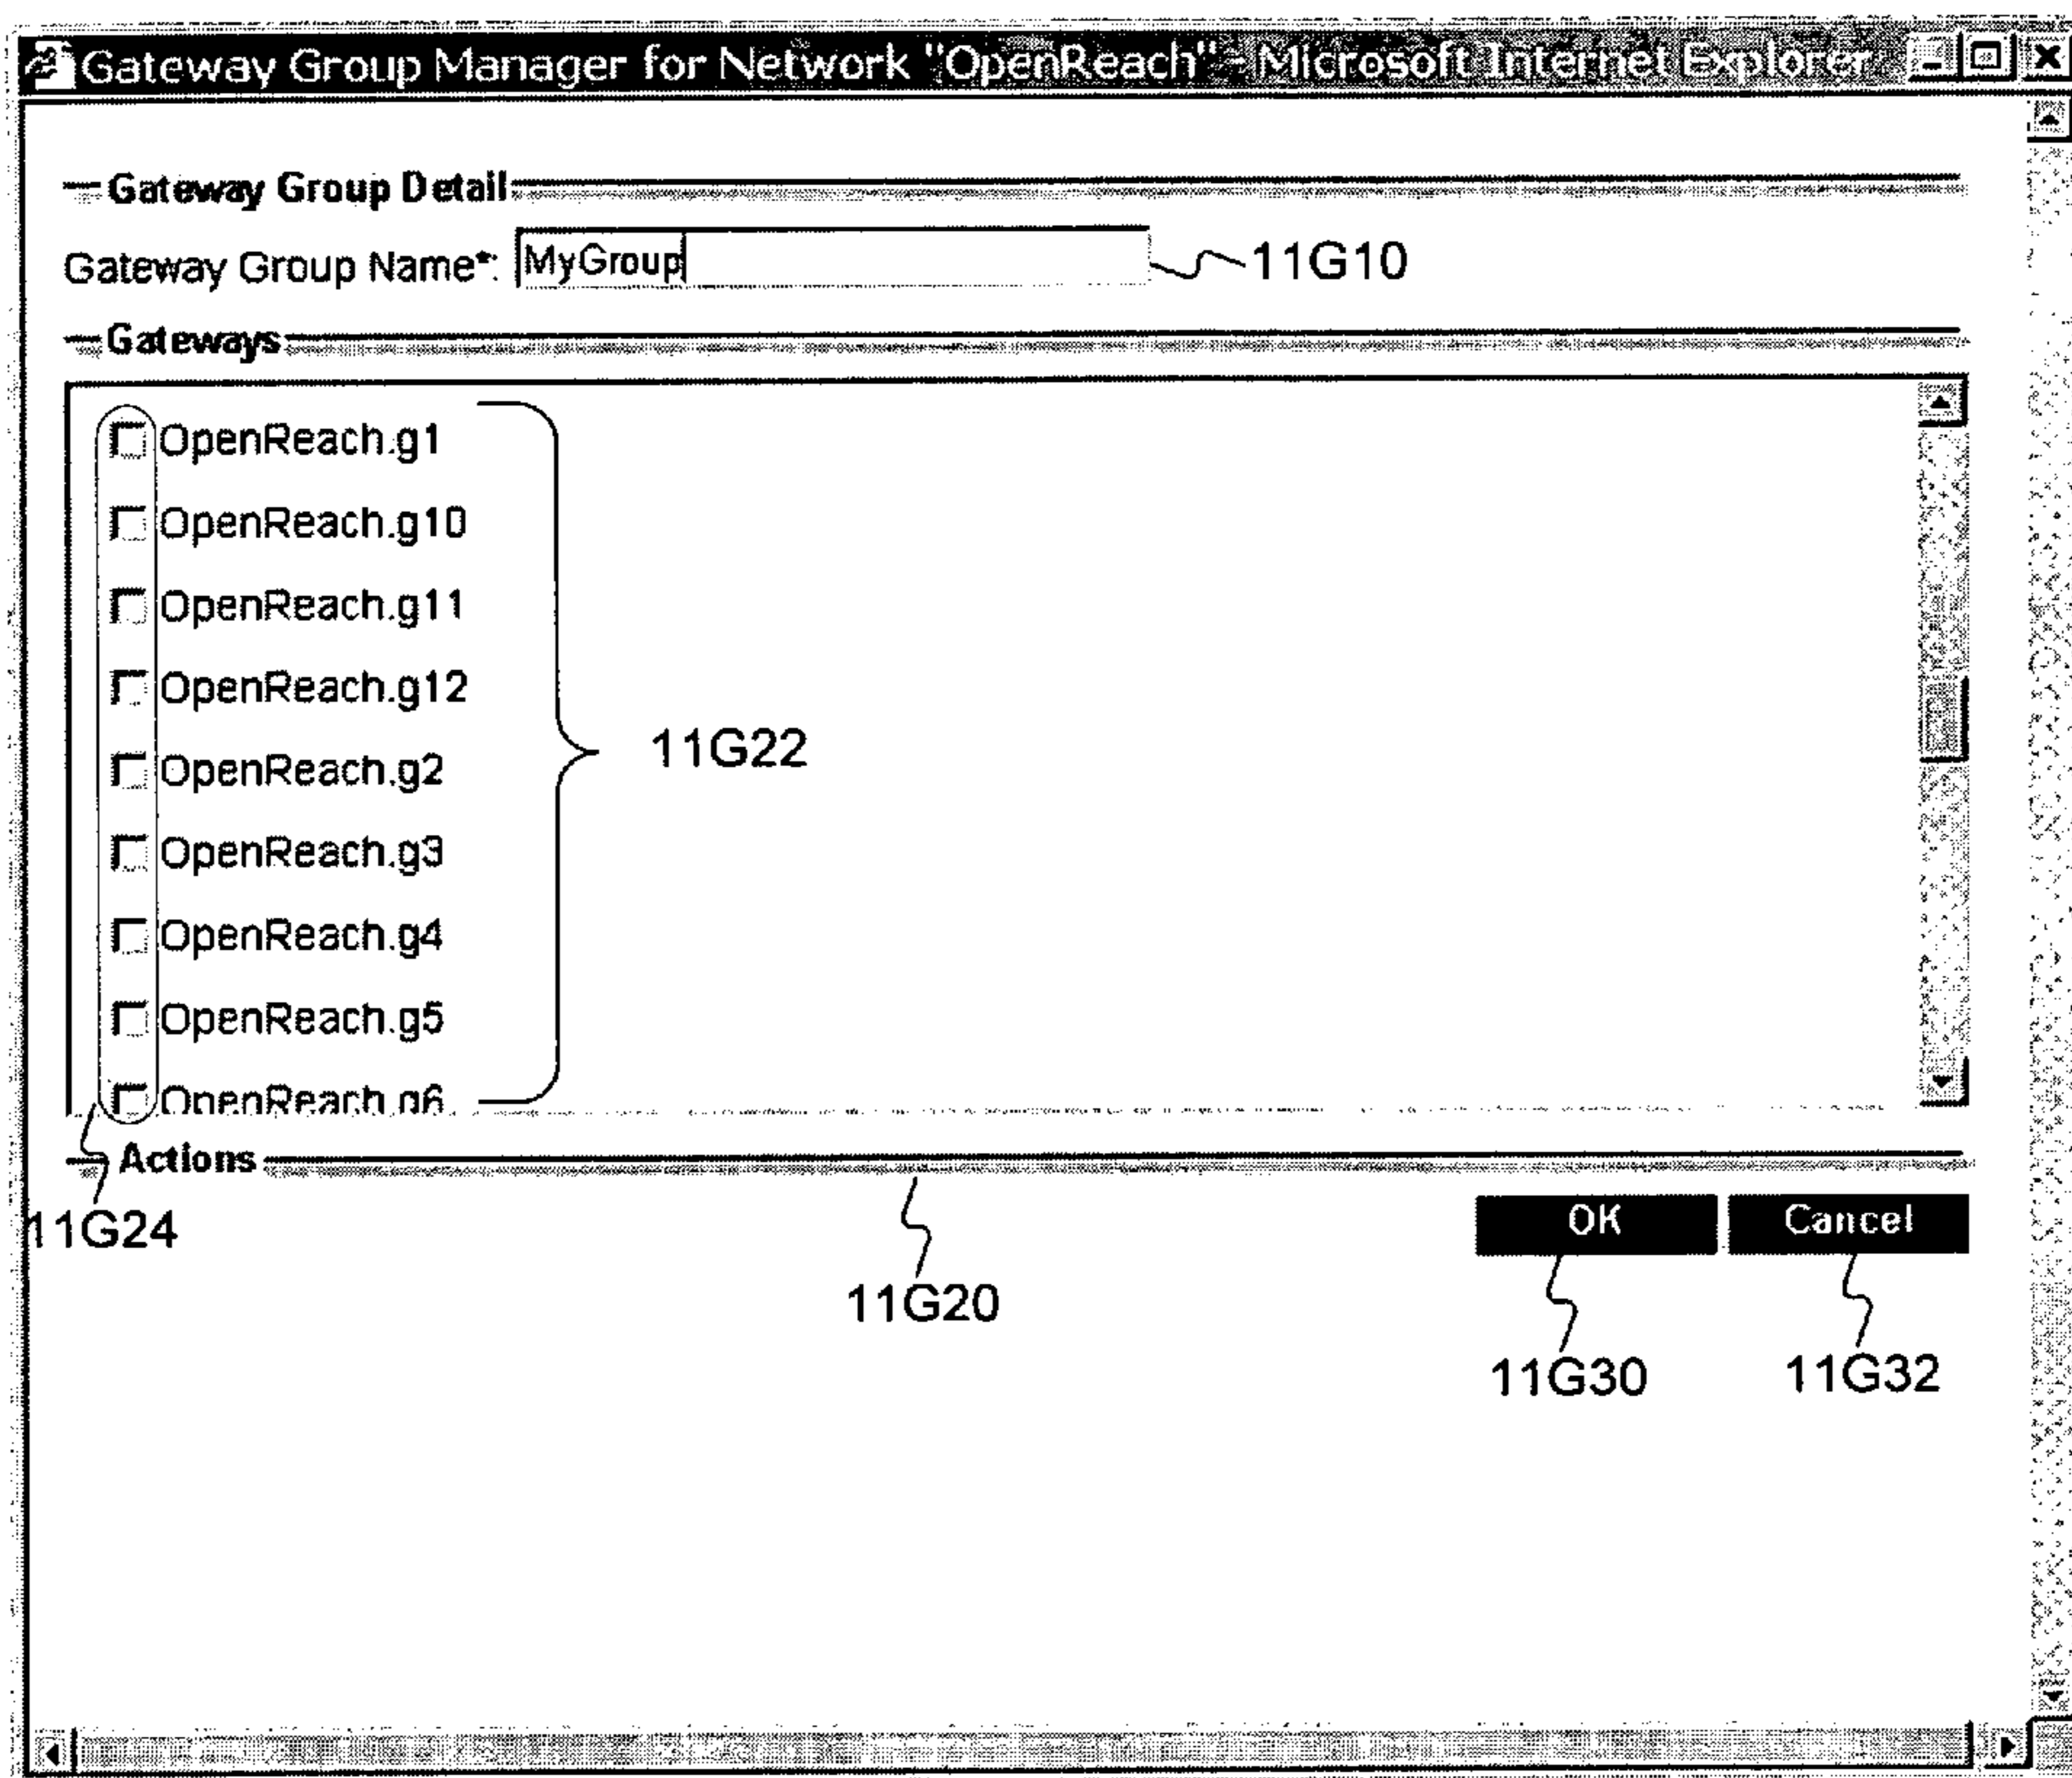 Gateway Group Manager for Network "OpenReach" - Microsoft Internet Explorer
Gateway Group Detail
Gateway Group Name*: MyGroup 11G10
Gateways
OpenReach.g1
OpenReach.g10
OpenReach.g11
OpenReach.g12
11G22
OpenReach.g2
OpenReach.g3
OpenReach.g4
OpenReach.g5
OpenReach.g6
Actions
11G24
OK Cancel
11G20
11G30 11G32